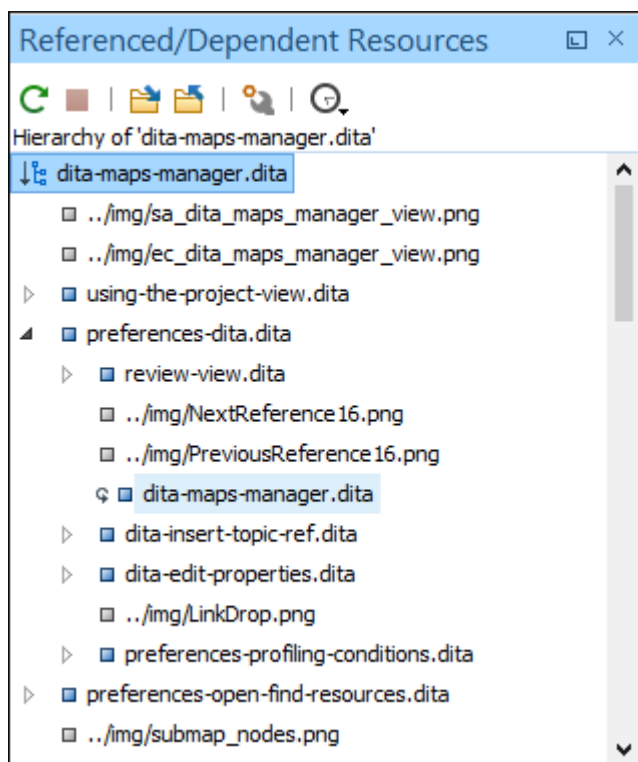 Referenced/Dependent Resources
Hierarchy of 'dita-maps-manager.dita'
dita-maps-manager.dita
../img/sa_dita_maps_manager_view.png
../img/ec_dita_maps_manager_view.png
using-the-project-view.dita
preferences-dita.dita
review-view.dita
../img/NextReference16.png
../img/PreviousReference16.png
dita-maps-manager.dita
dita-insert-topic-ref.dita
dita-edit-properties.dita
../img/LinkDrop.png
preferences-profiling-conditions.dita
preferences-open-find-resources.dita
../img/submap_nodes.png